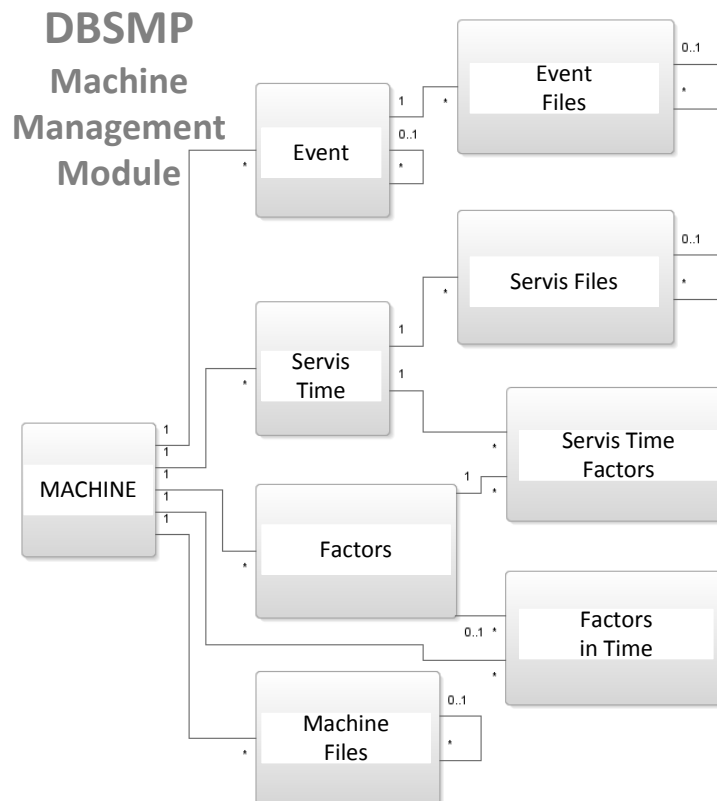 DBSMP
Machine
Management
Module
Event
Files
0..1
*
1
*
Event
0..1
*
*
Servis Files
0..1
*
*
Servis
Time
1
1
*
Servis Time
Factors
*
*
1
MACHINE
1
1
1
1
1
Factors
*
Factors
in Time
0..1
*
*
Machine
Files
0..1
*
*